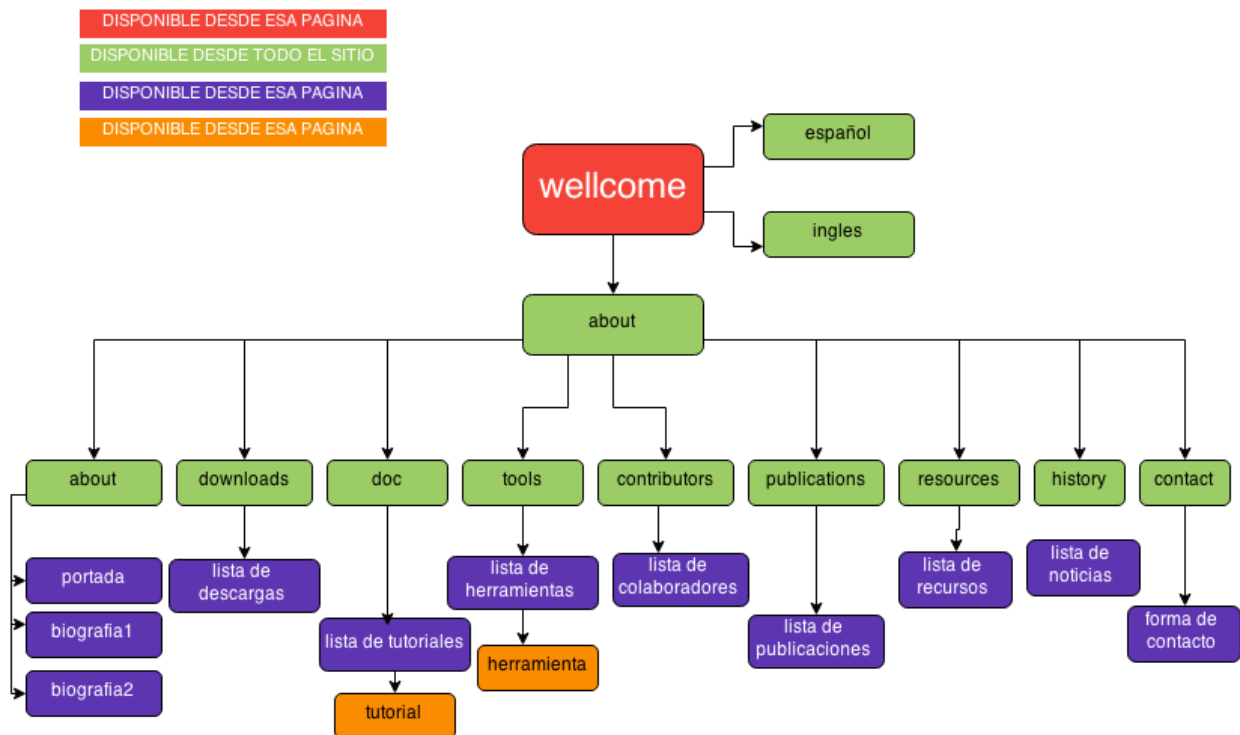 DISPONIBLE DESDE ESA PAGINA
DISPONIBLE DESDE TODO EL SITIO
DISPONIBLE DESDE ESA PAGINA
DISPONIBLE DESDE ESA PAGINA
español
wellcome
ingles
about
about
downloads
doc
tools
contributors
publications
resources
history
contact
portada
biografia1
biografia2
lista de
descargas
lista de tutoriales
tutorial
lista de
herramientas
herramienta
lista de
colaboradores
lista de
publicaciones
lista de
recursos
lista de
noticias
forma de
contacto